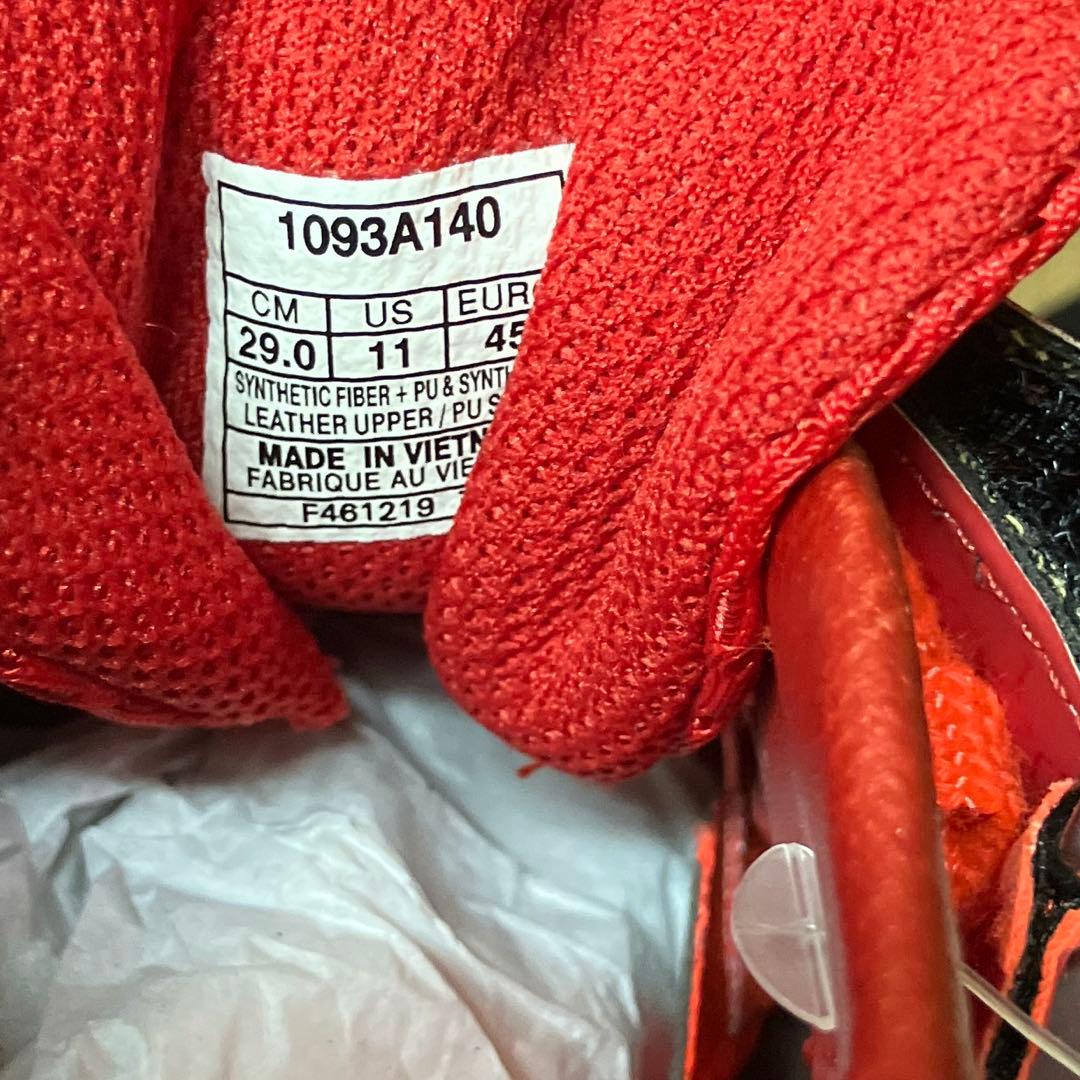 1093A140
CM US
29.0 11 45
SYNTHETIC FIBER + PU &
LEATHER UPPER / PU
MADE IN
FABRIQUE AU
F461219